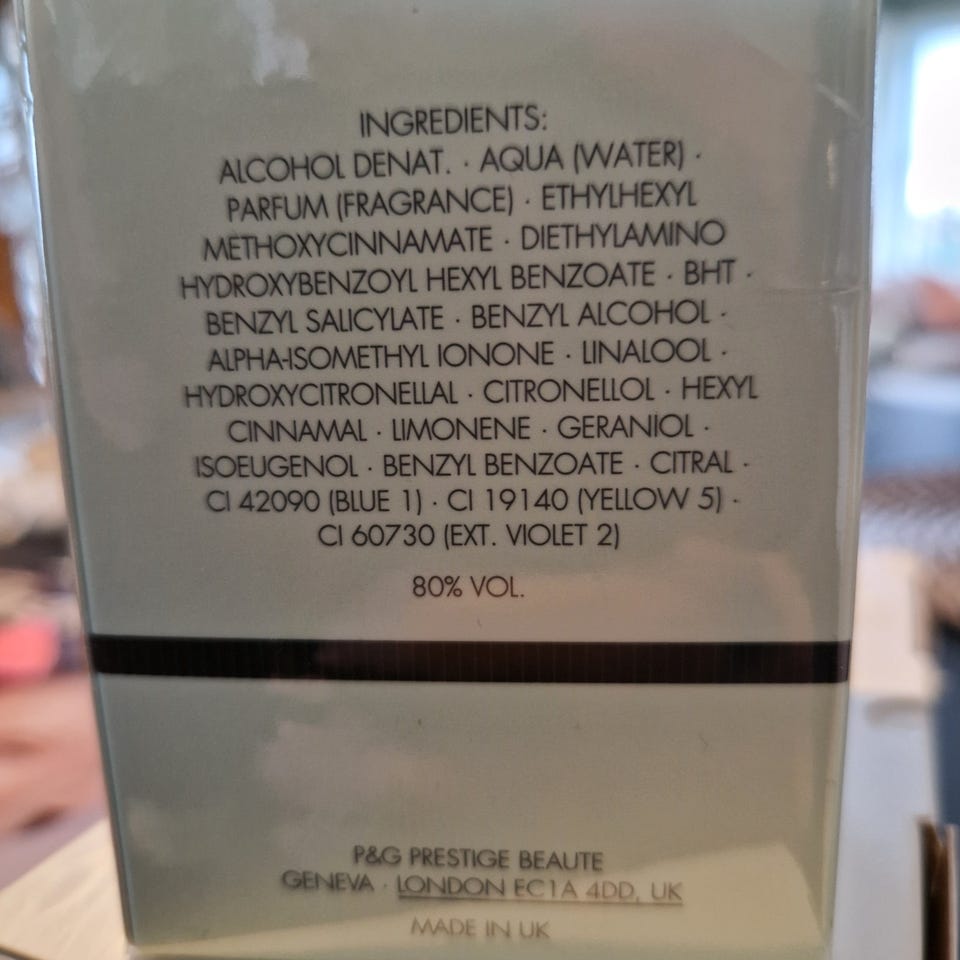 INGREDIENTS:
ALCOHOL DENAT. · AQUA (WATER) ·
PARFUM (FRAGRANCE) · ETHYLHEXYL
METHOXYCINNAMATE · DIETHYLAMINO
HYDROXYBENZOYL HEXYL BENZOATE · BHT ·
BENZYL SALICYLATE · BENZYL ALCOHOL ·
ALPHA-ISOMETHYL IONONE · LINALOOL ·
HYDROXYCITRONELLAL · CITRONELLOL · HEXYL
CINNAMAL · LIMONENE · GERANIOL ·
ISOEUGENOL · BENZYL BENZOATE · CITRAL ·
CI 42090 (BLUE 1) · CI 19140 (YELLOW 5) ·
CI 60730 (EXT. VIOLET 2)
80% VOL.
P&G PRESTIGE BEAUTE
GENEVA · LONDON EC1A 4DD, UK
MADE IN UK